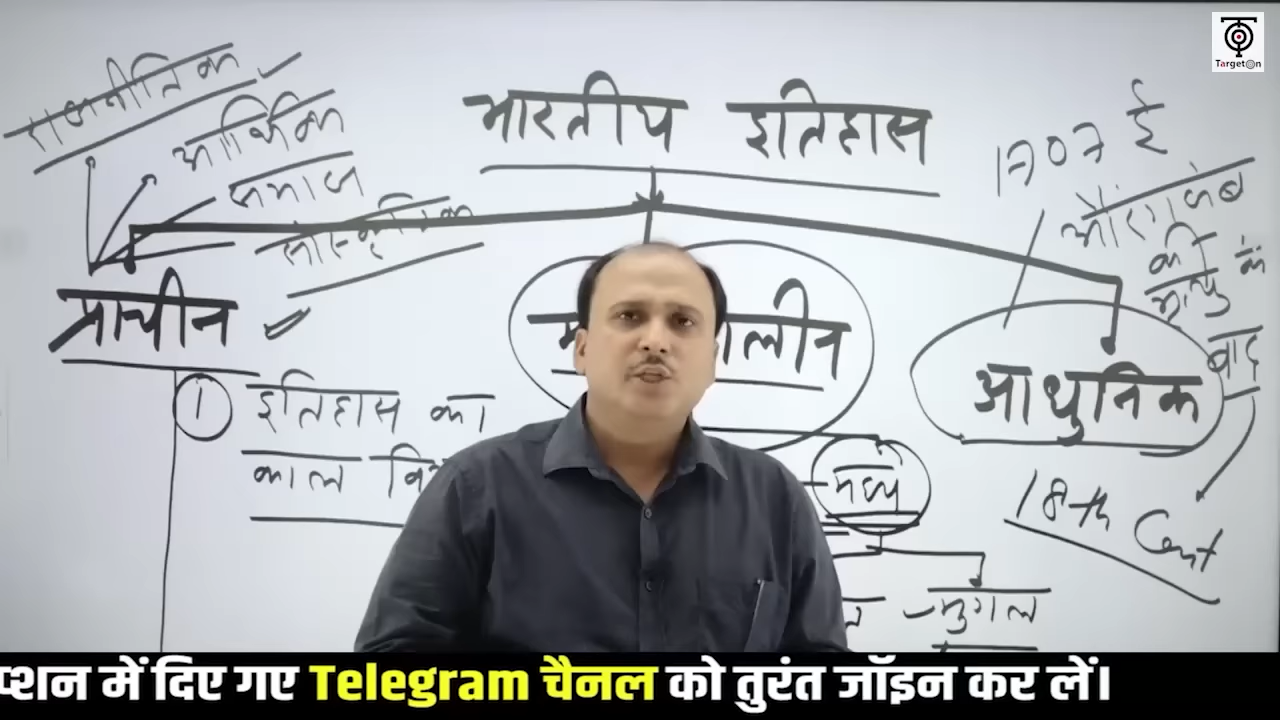 Target@n
राजनीतिक
आर्थिक
समाज
सांस्कृतिक
भारतीय इतिहास
1707 ई
औरंगजेब
की
मृत्यु के
बाद
प्राचीन
कालीन
आधुनिक
① इतिहास का
काल
मध्य
18th Cent
मुगल
प्शन में दिए गए Telegram चैनल को तुरंत जॉइन कर लें।